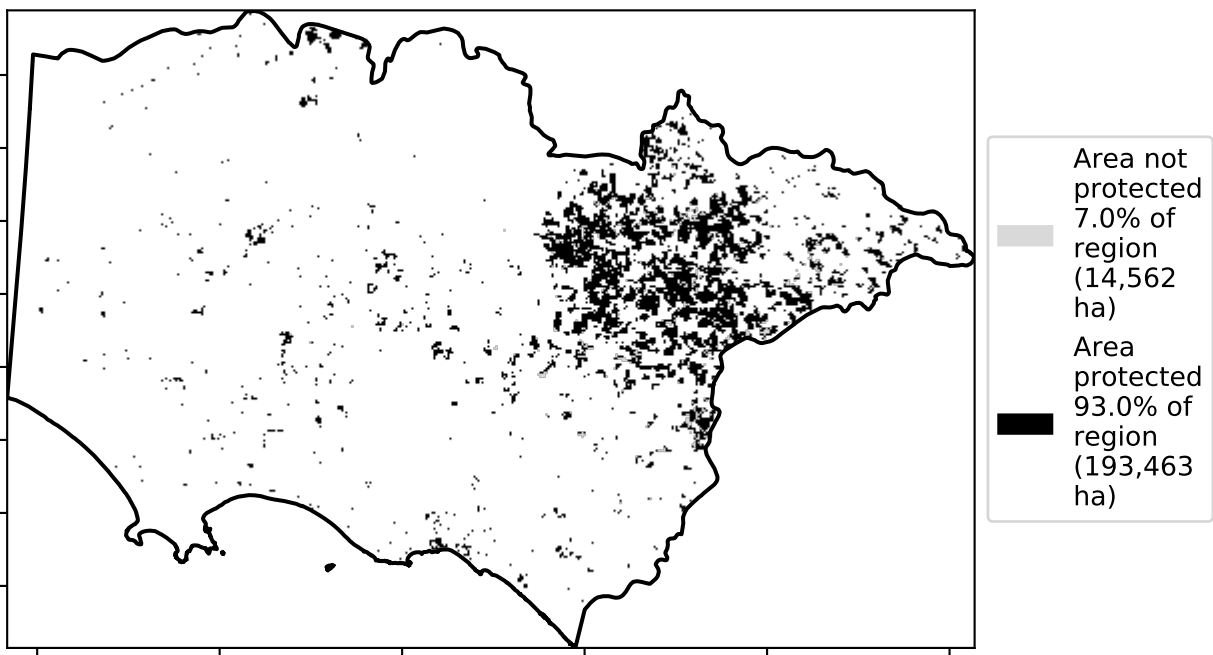 Area not
protected
7.0% of
region
(14,562
ha)
Area
protected
93.0% of
region
(193,463
ha)